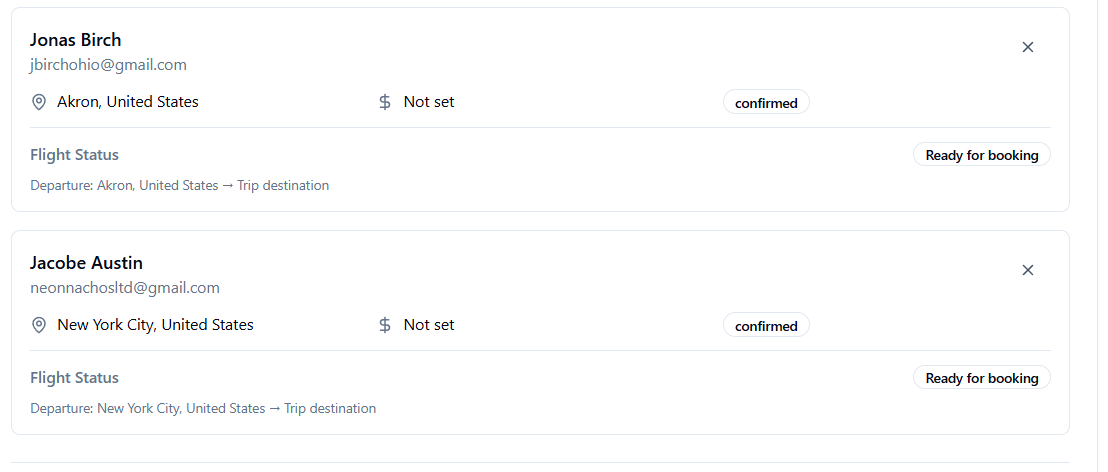 Jonas Birch
jbirchohio@gmail.com
Akron, United States
$ Not set
confirmed
Flight Status
Ready for booking
Departure: Akron, United States → Trip destination
Jacobe Austin
neonnachosltd@gmail.com
New York City, United States
$ Not set
confirmed
Flight Status
Ready for booking
Departure: New York City, United States → Trip destination